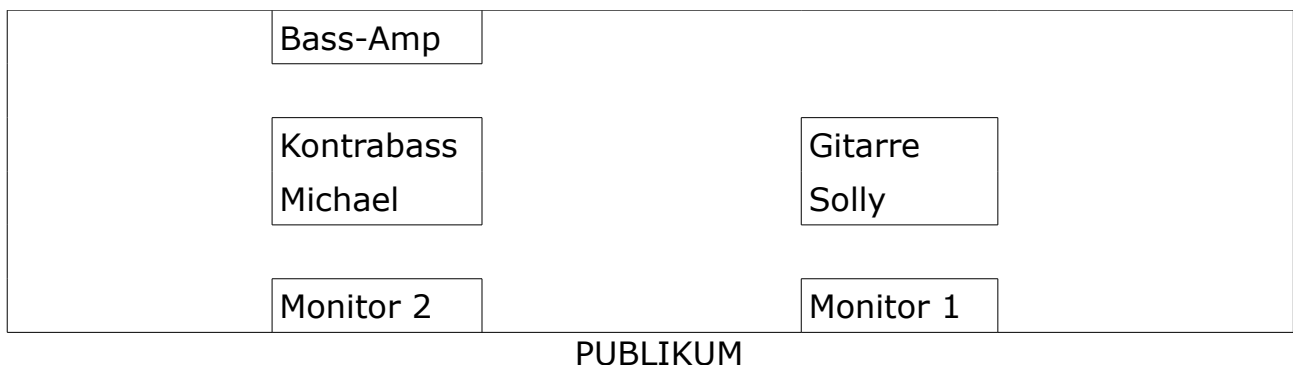 Bass-Amp
Kontrabass
Gitarre
Michael
Solly
Monitor 2
Monitor 1
PUBLIKUM